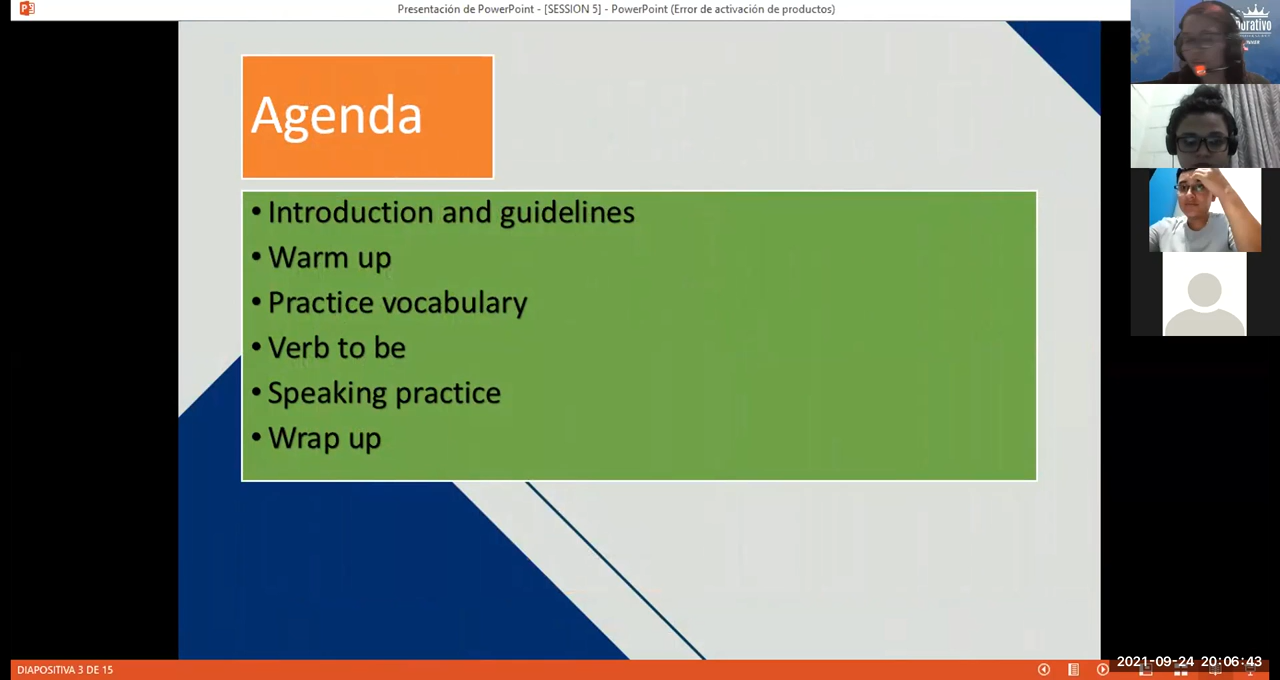 Presentación de PowerPoint - [SESSION 5] - PowerPoint (Error de activación de productos)
Agenda
• Introduction and guidelines
• Warm up
• Practice vocabulary
• Verb to be
• Speaking practice
• Wrap up
DIAPOSITIVA 3 DE 15
2021-09-24 20:06:43